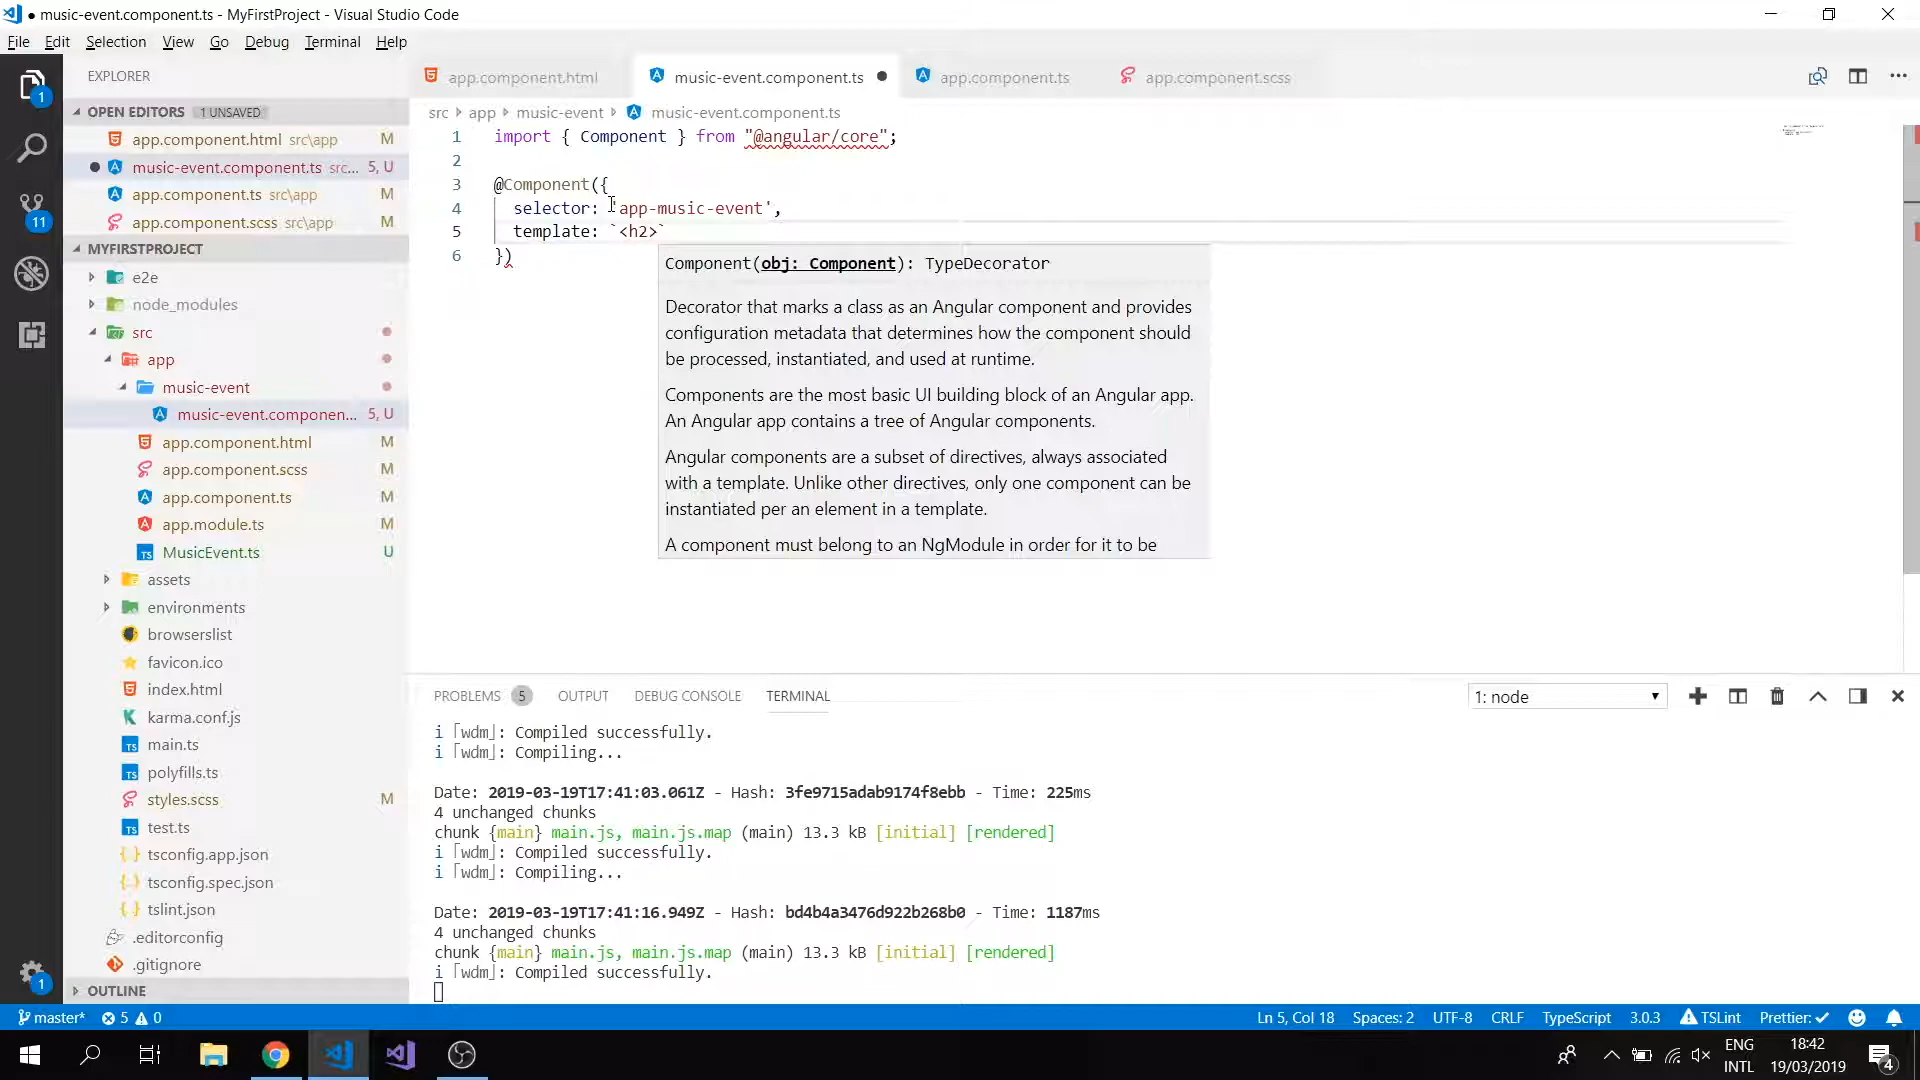 music-event.component.ts - MyFirstProject - Visual Studio Code
File Edit Selection View Go Debug Terminal Help
EXPLORER
OPEN EDITORS 1 UNSAVED
app.component.html src\app M
music-event.component.ts src... 5, U
app.component.ts src\app M
app.component.scss src\app M
MYFIRSTPROJECT
e2e
node_modules
src
app
music-event
music-event.componen... 5, U
app.component.html M
app.component.scss M
app.component.ts M
app.module.ts M
MusicEvent.ts U
assets
environments
browserslist
favicon.ico
index.html
karma.conf.js
main.ts
polyfills.ts
styles.scss M
test.ts
tsconfig.app.json
tsconfig.spec.json
tslint.json
.editorconfig
.gitignore
OUTLINE
1
11
1
app.component.html music-event.component.ts app.component.ts app.component.scss
src > app > music-event > music-event.component.ts
1 import { Component } from "@angular/core";
2
3 @Component({
4 selector: 'app-music-event',
5 template: `<h2>`
6 })
Component(obj: Component): TypeDecorator
Decorator that marks a class as an Angular component and provides
configuration metadata that determines how the component should
be processed, instantiated, and used at runtime.
Components are the most basic UI building block of an Angular app.
An Angular app contains a tree of Angular components.
Angular components are a subset of directives, always associated
with a template. Unlike other directives, only one component can be
instantiated per an element in a template.
A component must belong to an NgModule in order for it to be
PROBLEMS 5 OUTPUT DEBUG CONSOLE TERMINAL 1: node
i ｢wdm｣: Compiled successfully.
i ｢wdm｣: Compiling...
Date: 2019-03-19T17:41:03.061Z - Hash: 3fe9715adab9174f8ebb - Time: 225ms
4 unchanged chunks
chunk {main} main.js, main.js.map (main) 13.3 kB [initial] [rendered]
i ｢wdm｣: Compiled successfully.
i ｢wdm｣: Compiling...
Date: 2019-03-19T17:41:16.949Z - Hash: bd4b4a3476d922b268b0 - Time: 1187ms
4 unchanged chunks
chunk {main} main.js, main.js.map (main) 13.3 kB [initial] [rendered]
i ｢wdm｣: Compiled successfully.
master* 5 0 Ln 5, Col 18 Spaces: 2 UTF-8 CRLF TypeScript 3.0.3 TSLint Prettier: ✓
ENG
INTL
18:42
19/03/2019
4